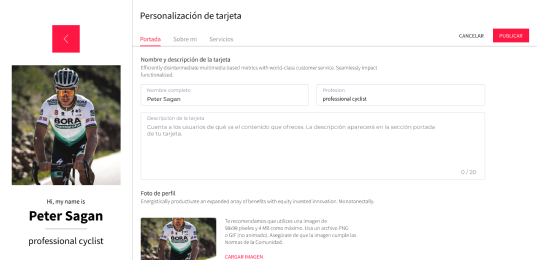 Personalización de tarjeta
Portada
Sobre mi
Servicios
CANCELAR
PUBLICAR
Nombre y descripción de la tarjeta
Efficiently disintermediate multimedia based metrics with world-class customer service. Seamlessly impact
functionalised.
Nombre completo
Peter Sagan
Profesion
professional cyclist
Descripción de la tarjeta
Cuenta a los usuarios de qué va el contenido que ofreces. La descripción aparecerá en la sección portada
de tu tarjeta.
0 / 20
Foto de perfil
Energistically productivate an expanded array of benefits with equity invested innovation. Monotonestally.
Te recomendamos que utilices una imagen de
98x98 píxeles y 4 MB como máximo. Usa un archivo PNG
o GIF (no animado). Asegúrate de que la imagen cumple las
Normas de la Comunidad.
CARGAR IMAGEN
BORA
Hi, my name is
Peter Sagan
professional cyclist